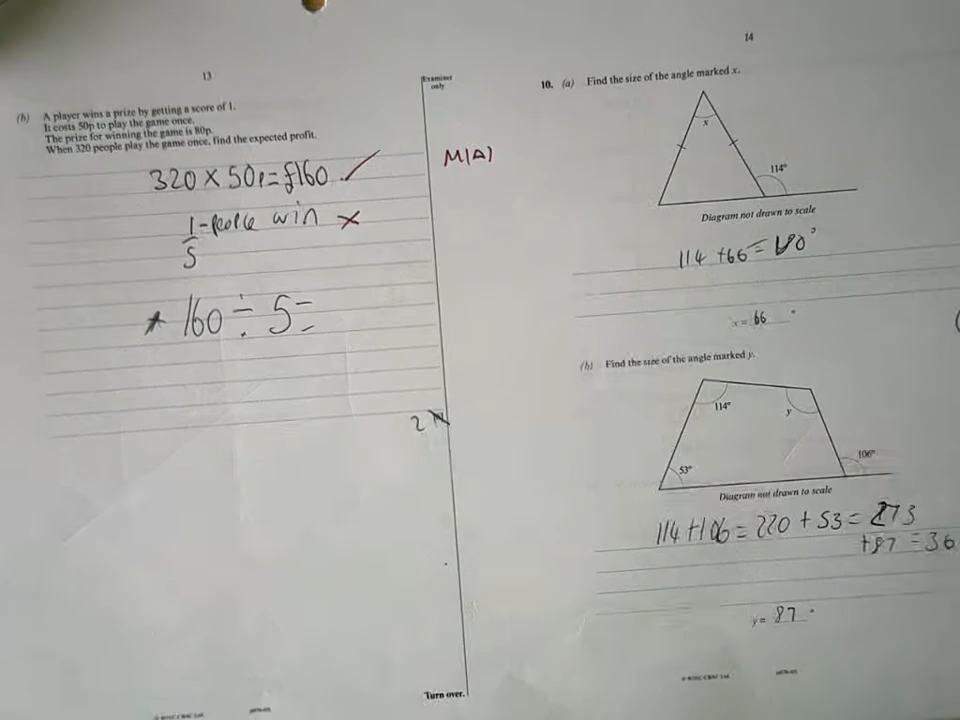 13
Examiner
only
(b) A player wins a prize by getting a score of 1.
It costs 50p to play the game once.
The prize for winning the game is 80p.
When 320 people play the game once, find the expected profit.
320 × 50p = £160 ✓
M1A1
1/5 - people win ×
* 160 ÷ 5 =
2
Turn over.
14
10. (a) Find the size of the angle marked x.
x
114°
Diagram not drawn to scale
114 + 66 = 180°
x = 66 °
(b) Find the size of the angle marked y.
114°
y
53°
106°
Diagram not drawn to scale
114 + 106 = 220 + 53 = 273
+ 87 = 36
y = 87 °
© WJEC CBAC Ltd.